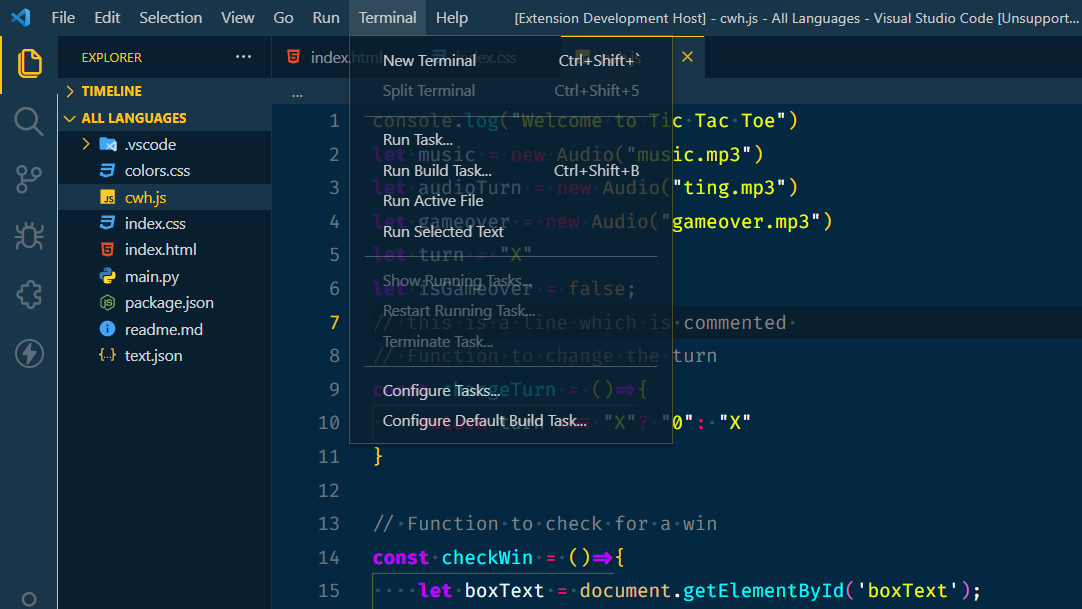 File Edit Selection View Go Run Terminal Help [Extension Development Host] - cwh.js - All Languages - Visual Studio Code [Unsupport...
EXPLORER ...
index.html index.css cwh.js
TIMELINE
ALL LANGUAGES
.vscode
colors.css
cwh.js
index.css
index.html
main.py
package.json
readme.md
text.json
New Terminal Ctrl+Shift+`
Split Terminal Ctrl+Shift+5
Run Task...
Run Build Task... Ctrl+Shift+B
Run Active File
Run Selected Text
Show Running Tasks...
Restart Running Task...
Terminate Task...
Configure Tasks...
Configure Default Build Task...
...
1 console.log("Welcome to Tic Tac Toe")
2 let music = new Audio("music.mp3")
3 let audioTurn = new Audio("ting.mp3")
4 let gameover = new Audio("gameover.mp3")
5 let turn = "X"
6 let isGameover = false;
7 // this is a line which is commented
8 // Function to change the turn
9 const changeTurn = ()=>{
10 return turn === "X"? "0": "X"
11 }
12
13 // Function to check for a win
14 const checkWin = ()=>{
15 let boxText = document.getElementById('boxText');